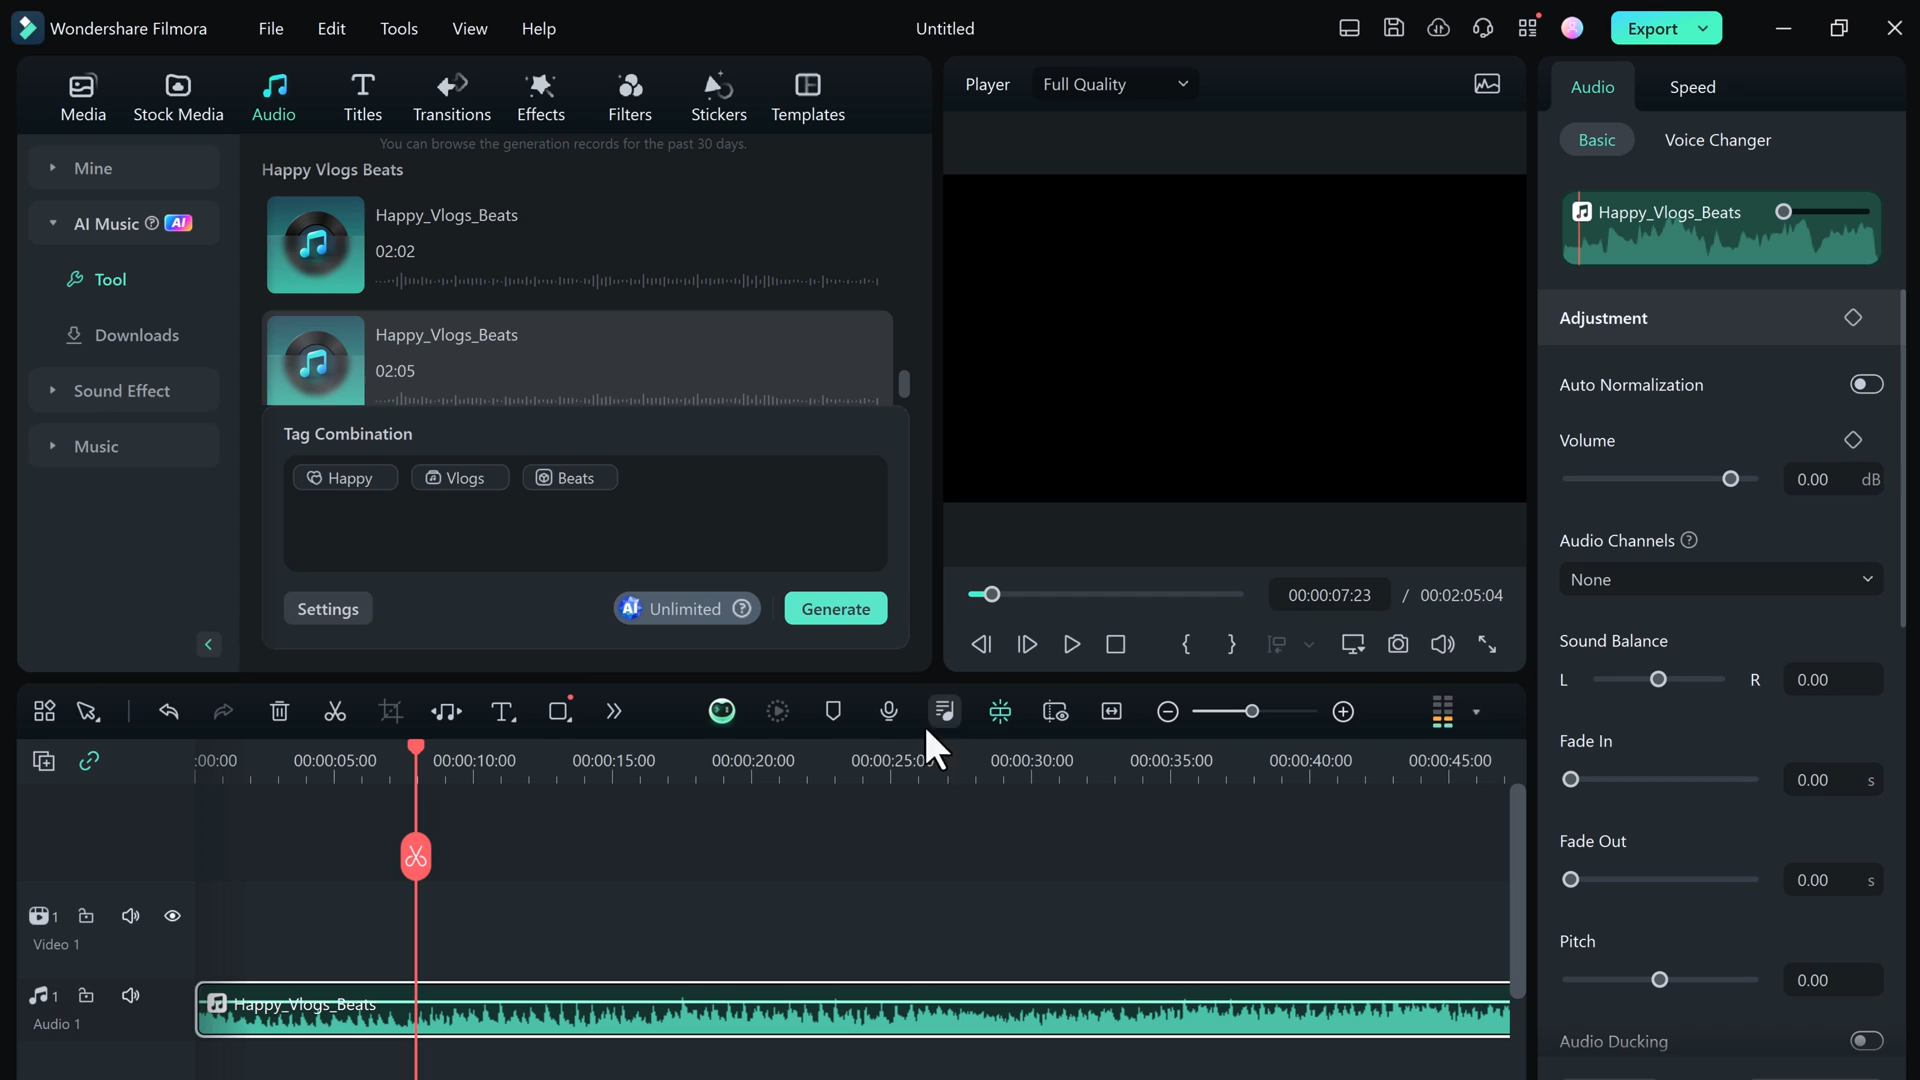 Wondershare Filmora
File
Edit
Tools
View
Help
Untitled
Export
Media
Stock Media
Audio
Titles
Transitions
Effects
Filters
Stickers
Templates
Mine
AI Music ? AI
Tool
Downloads
Sound Effect
Music
You can browse the generation records for the past 30 days.
Happy Vlogs Beats
Happy_Vlogs_Beats
02:02
Happy_Vlogs_Beats
02:05
Tag Combination
Happy
Vlogs
Beats
Settings
AI Unlimited ?
Generate
Player
Full Quality
00:00:07:23 / 00:02:05:04
Audio
Speed
Basic
Voice Changer
Happy_Vlogs_Beats
Adjustment
Auto Normalization
Volume
0.00 dB
Audio Channels ?
None
Sound Balance
L R 0.00
Fade In
0.00 s
Fade Out
0.00 s
Pitch
0.00
Audio Ducking
:00:00 00:00:05:00 00:00:10:00 00:00:15:00 00:00:20:00 00:00:25:0 00:00:30:00 00:00:35:00 00:00:40:00 00:00:45:00
1
Video 1
1
Audio 1
Happy_Vlogs_Beats